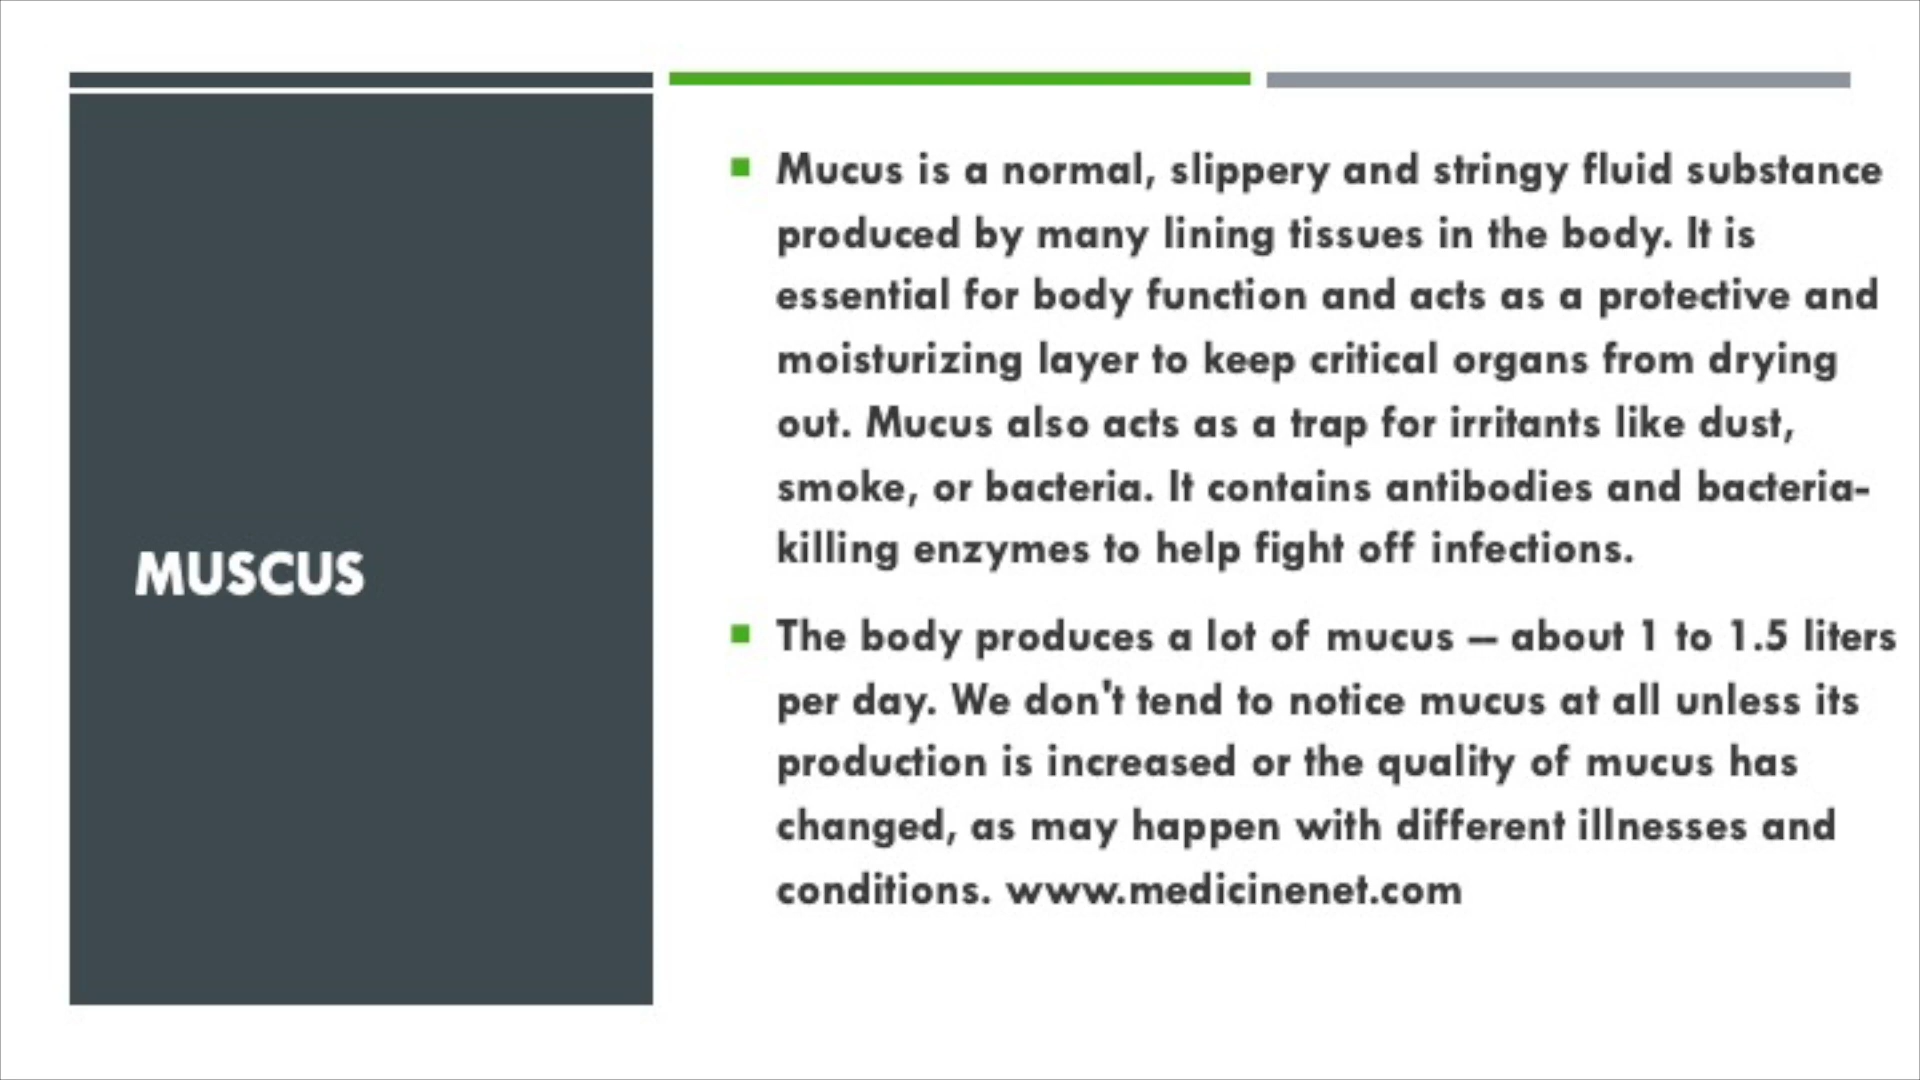 MUSCUS
Mucus is a normal, slippery and stringy fluid substance
produced by many lining tissues in the body. It is
essential for body function and acts as a protective and
moisturizing layer to keep critical organs from drying
out. Mucus also acts as a trap for irritants like dust,
smoke, or bacteria. It contains antibodies and bacteria-
killing enzymes to help fight off infections.
The body produces a lot of mucus — about 1 to 1.5 liters
per day. We don't tend to notice mucus at all unless its
production is increased or the quality of mucus has
changed, as may happen with different illnesses and
conditions. www.medicinenet.com